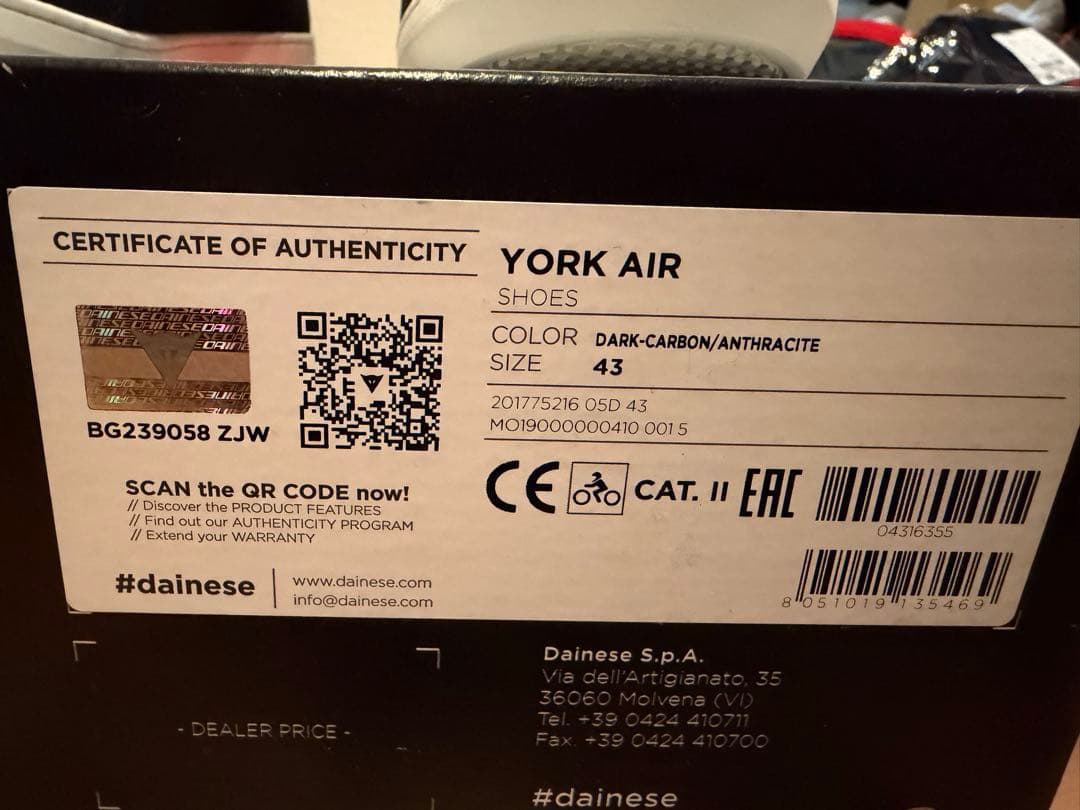 CERTIFICATE OF AUTHENTICITY
BG239058 ZJW
SCAN the QR CODE now!
// Discover the PRODUCT FEATURES
// Find out our AUTHENTICITY PROGRAM
// Extend your WARRANTY
#dainese
www.dainese.com
info@dainese.com
YORK AIR
SHOES
COLOR DARK-CARBON/ANTHRACITE
SIZE 43
201775216 05D 43
MO19000000410 001 5
CE CAT. II EAC
04316355
8 051019 135469
- DEALER PRICE -
Dainese S.p.A.
Via dell'Artigianato, 35
36060 Molvena (VI)
Tel. +39 0424 410711
Fax. +39 0424 410700
#dainese